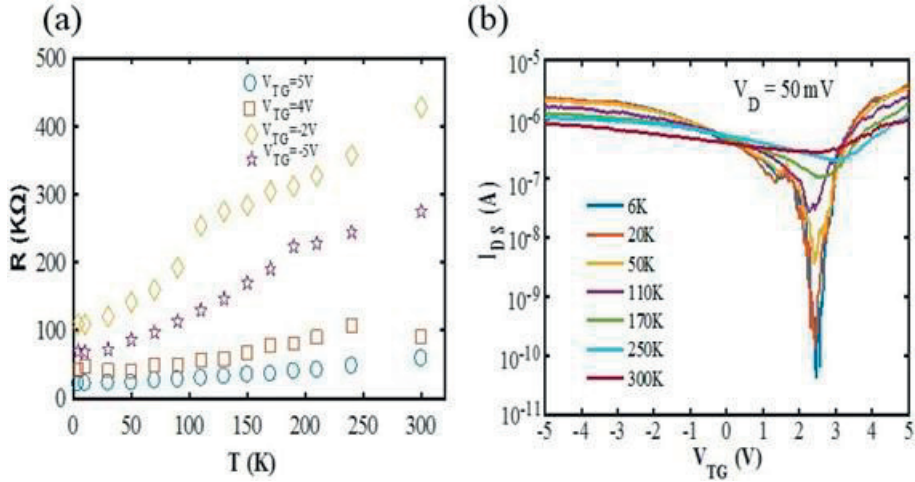 (a)
500
400
300
200
100
0
R (KΩ)
V_TG=5V
V_TG=4V
V_TG=-2V
V_TG=-5V
0 50 100 150 200 250 300
T (K)
(b)
10^-5
10^-6
10^-7
10^-8
10^-9
10^-10
10^-11
I_DS (A)
V_D = 50 mV
6K
20K
50K
110K
170K
250K
300K
-5 -4 -3 -2 -1 0 1 2 3 4 5
V_TG (V)